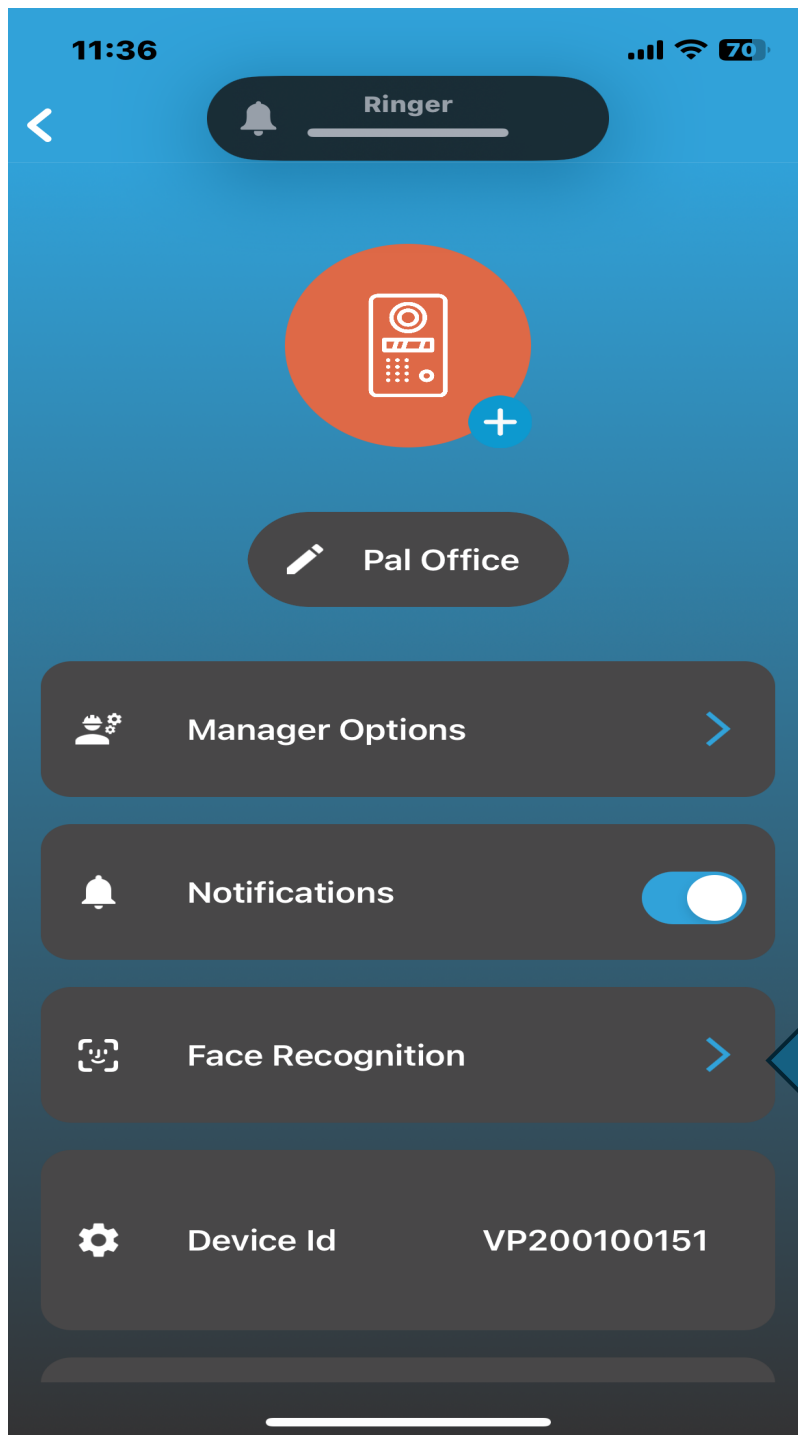 11:36
70
Ringer
Pal Office
Manager Options
Notifications
Face Recognition
Device Id VP200100151